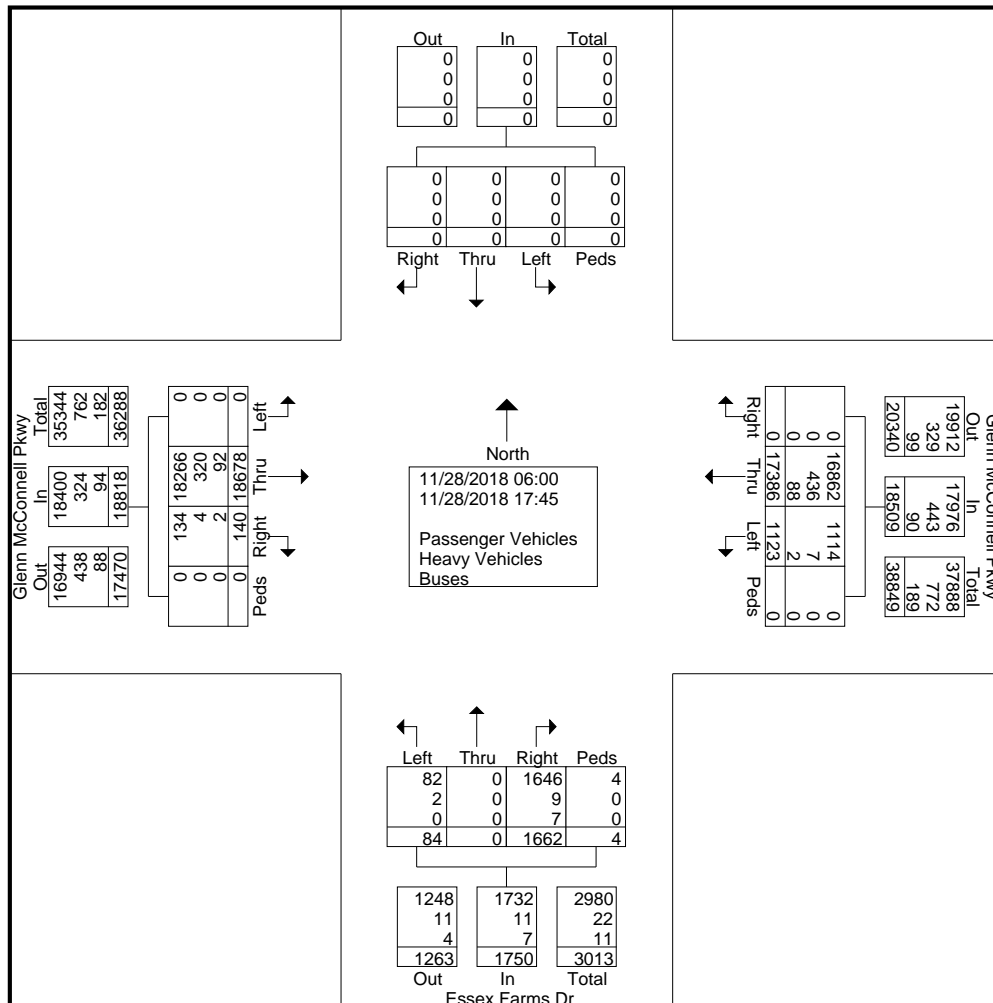 Out In Total
0 0 0
0 0 0
0 0 0
0 0 0
0 0 0 0
0 0 0 0
0 0 0 0
0 0 0 0
Right Thru Left Peds
Glenn McConnell Pkwy
Out In Total
16944 18400 35344
438 324 762
88 94 182
17470 18818 36288
0 134 18266 0
0 4 320 0
0 2 92 0
0 140 18678 0
Peds Right Thru Left
North
11/28/2018 06:00
11/28/2018 17:45
Passenger Vehicles
Heavy Vehicles
Buses
Right Thru Left Peds
0 16862 1114 0
0 436 7 0
0 88 2 0
0 17386 1123 0
Glenn McConnell Pkwy
Out In Total
19912 17976 37888
329 443 772
99 90 189
20340 18509 38849
Left Thru Right Peds
82 0 1646 4
2 0 9 0
0 0 7 0
84 0 1662 4
1248 1732 2980
11 11 22
4 7 11
1263 1750 3013
Out In Total
Essex Farms Dr